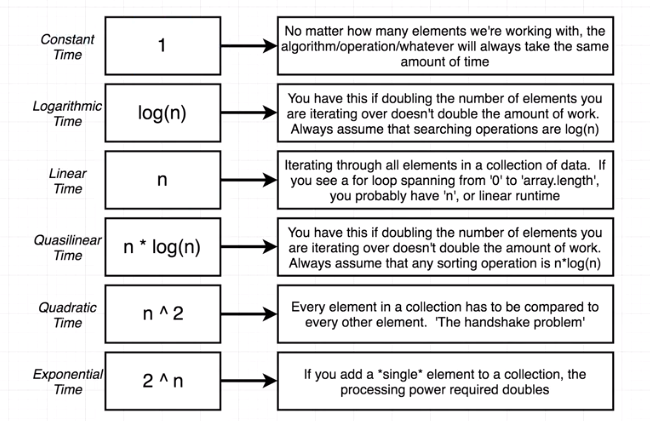 Constant
Time
1
No matter how many elements we're working with, the
algorithm/operation/whatever will always take the same
amount of time
Logarithmic
Time
log(n)
You have this if doubling the number of elements you
are iterating over doesn't double the amount of work.
Always assume that searching operations are log(n)
Linear
Time
n
Iterating through all elements in a collection of data.  If
you see a for loop spanning from '0' to 'array.length',
you probably have 'n', or linear runtime
Quasilinear
Time
n * log(n)
You have this if doubling the number of elements you
are iterating over doesn't double the amount of work.
Always assume that any sorting operation is n*log(n)
Quadratic
Time
n ^ 2
Every element in a collection has to be compared to
every other element.  'The handshake problem'
Exponential
Time
2 ^ n
If you add a *single* element to a collection, the
processing power required doubles